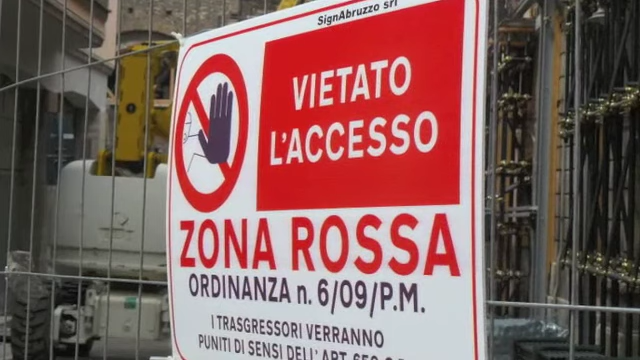 SignAbruzzo srl
VIETATO
L'ACCESSO
ZONA ROSSA
ORDINANZA n. 6/09/P.M.
I TRASGRESSORI VERRANNO
PUNITI DI SENSI DELL' ART. 650